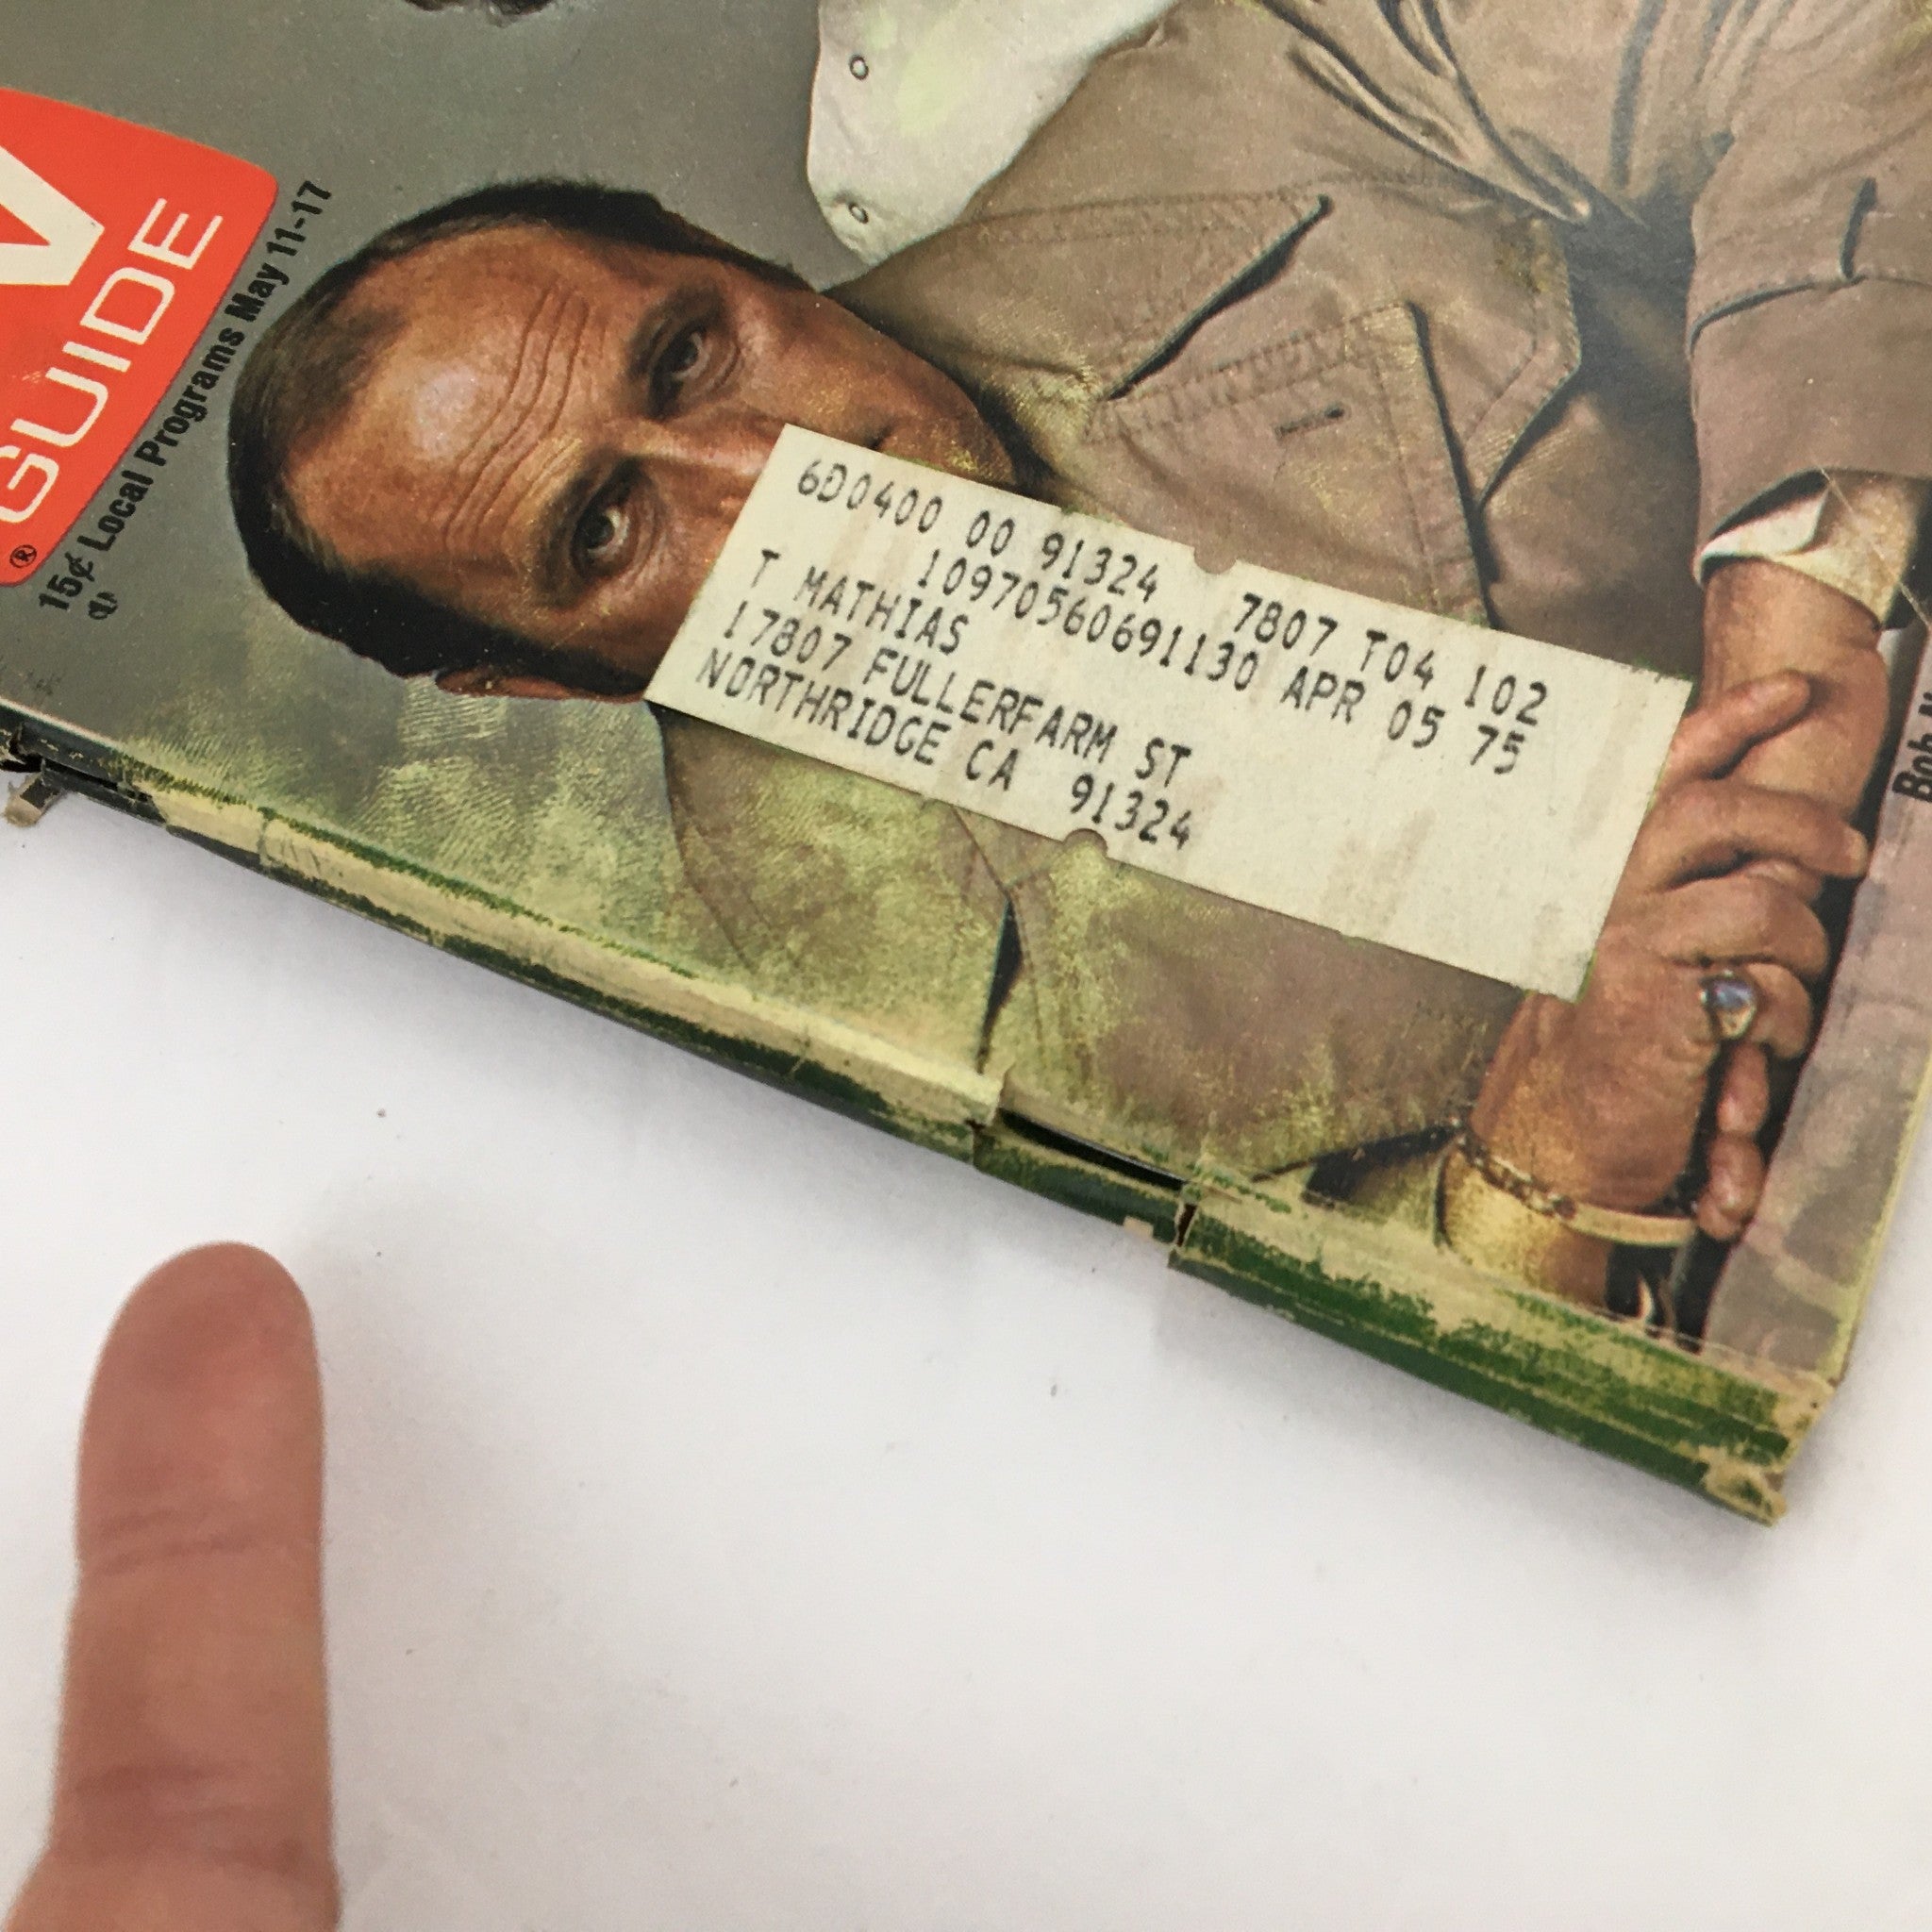 V
GUIDE
®
15¢ Local Programs May 11-17
6D0400 00 91324 7807 T04 102
10970560691130 APR 05 75
T MATHIAS
17807 FULLERFARM ST
NORTHRIDGE CA 91324
Bob